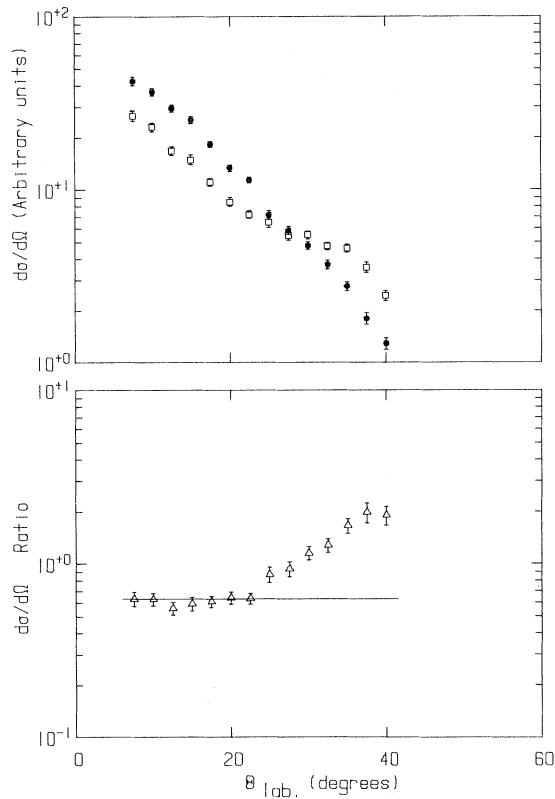 10+2
10+1
10+0
dσ/dΩ (Arbitrary units)
10+1
10+0
10-1
dσ/dΩ Ratio
0 20 40 60
θ lab. (degrees)